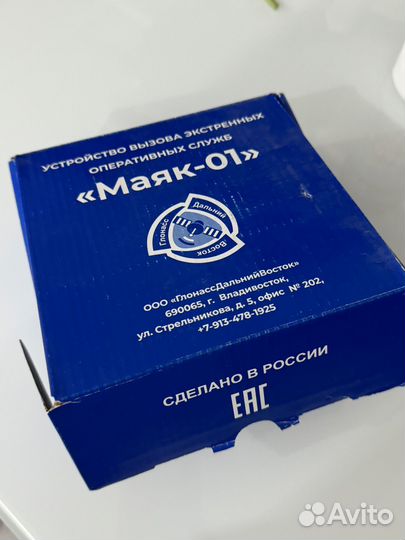 УСТРОЙСТВО ВЫЗОВА ЭКСТРЕННЫХ
ОПЕРАТИВНЫХ СЛУЖБ
«Маяк-01»
Глонасс
Дальний
Восток
ООО «ГлонассДальнийВосток»
690065, г. Владивосток,
ул. Стрельникова, д. 5, офис № 202,
+7-913-478-1925
СДЕЛАНО В РОССИИ
EAC
Avito